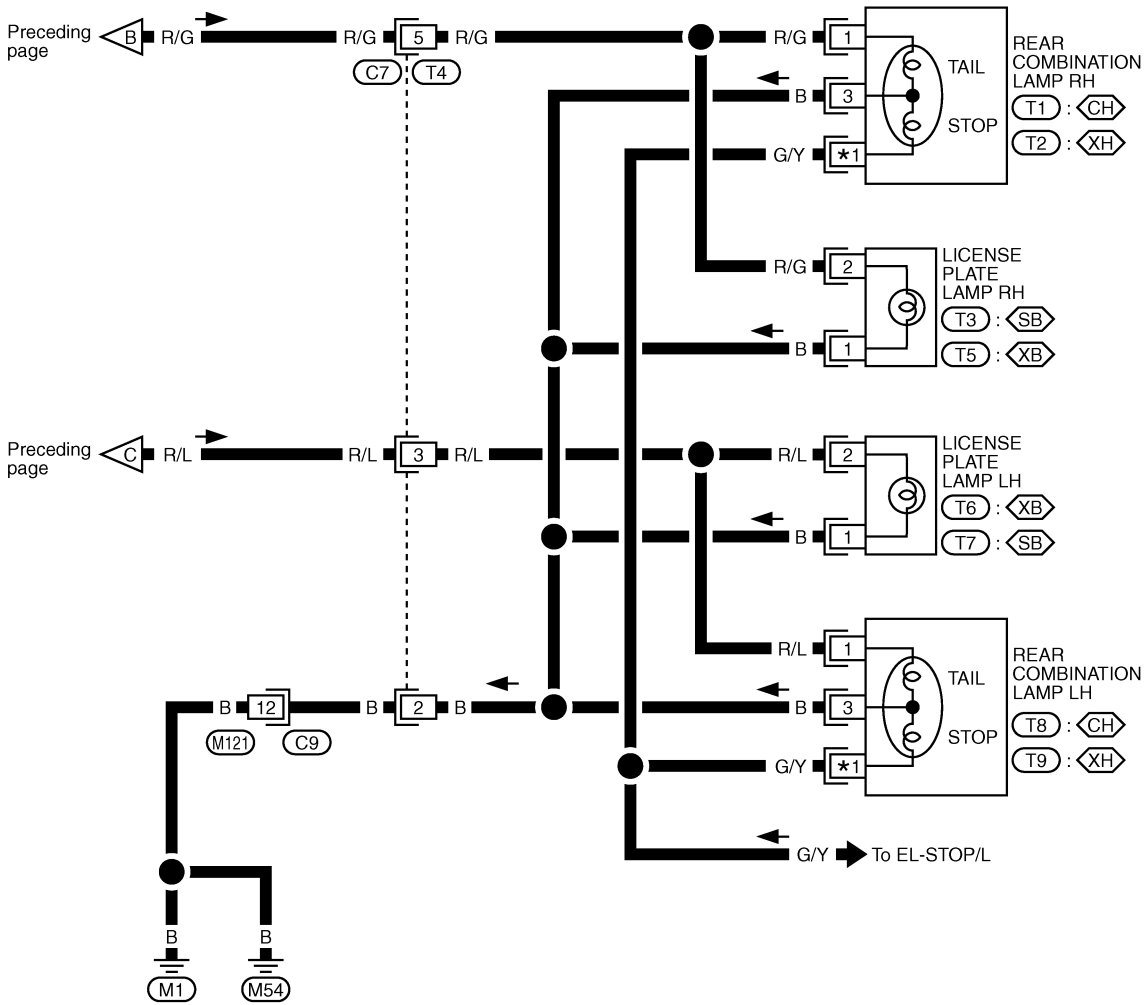 Preceding
page
B R/G R/G 5 R/G R/G 1
C7 T4
TAIL
STOP
REAR
COMBINATION
LAMP RH
T1 : CH
T2 : XH
B 3
G/Y *1
R/G 2
LICENSE
PLATE
LAMP RH
T3 : SB
T5 : XB
B 1
Preceding
page
C R/L R/L 3 R/L R/L 2
LICENSE
PLATE
LAMP LH
T6 : XB
T7 : SB
B 1
R/L 1
TAIL
STOP
REAR
COMBINATION
LAMP LH
T8 : CH
T9 : XH
B 12 B 2 B B 3
M121 C9
G/Y *1
G/Y To EL-STOP/L
B B
M1 M54